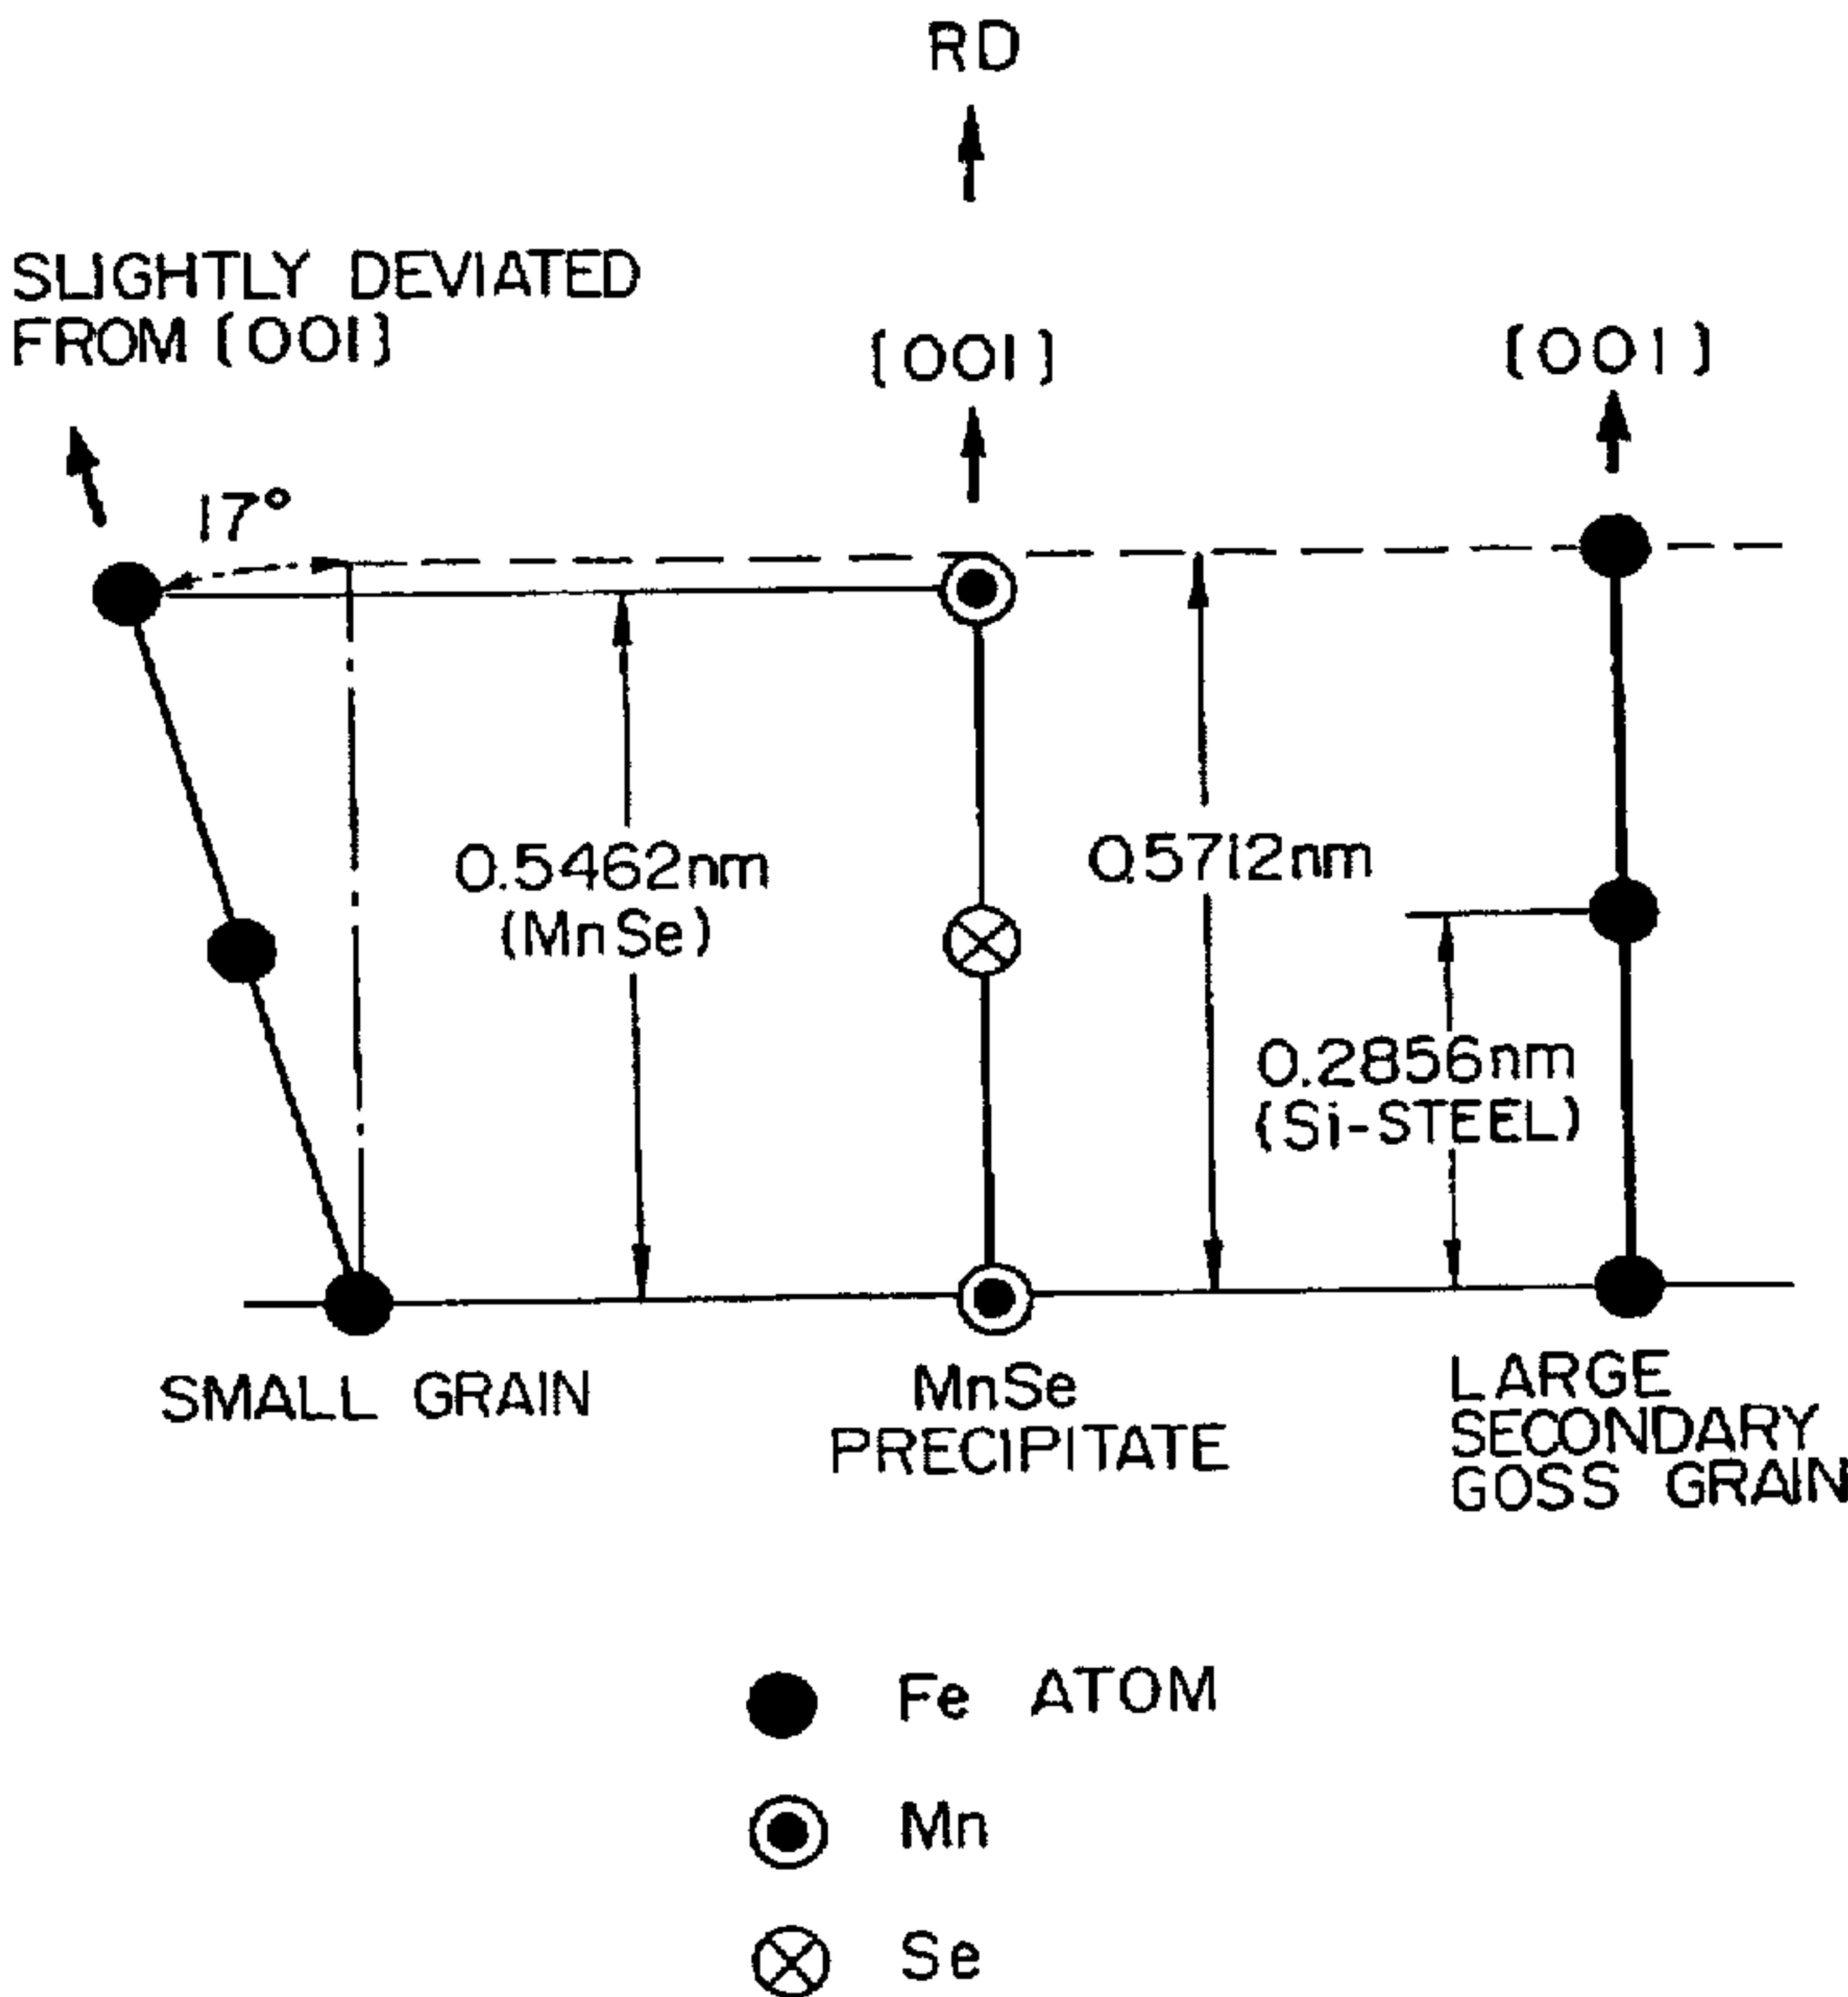 RD
SLIGHTLY DEVIATED
FROM [001]
[001]
[001]
17°
0.5462nm
(MnSe)
0.5712nm
0.2856nm
(Si-STEEL)
SMALL GRAIN
MnSe
PRECIPITATE
LARGE
SECONDARY
GOSS GRAIN
Fe ATOM
Mn
Se